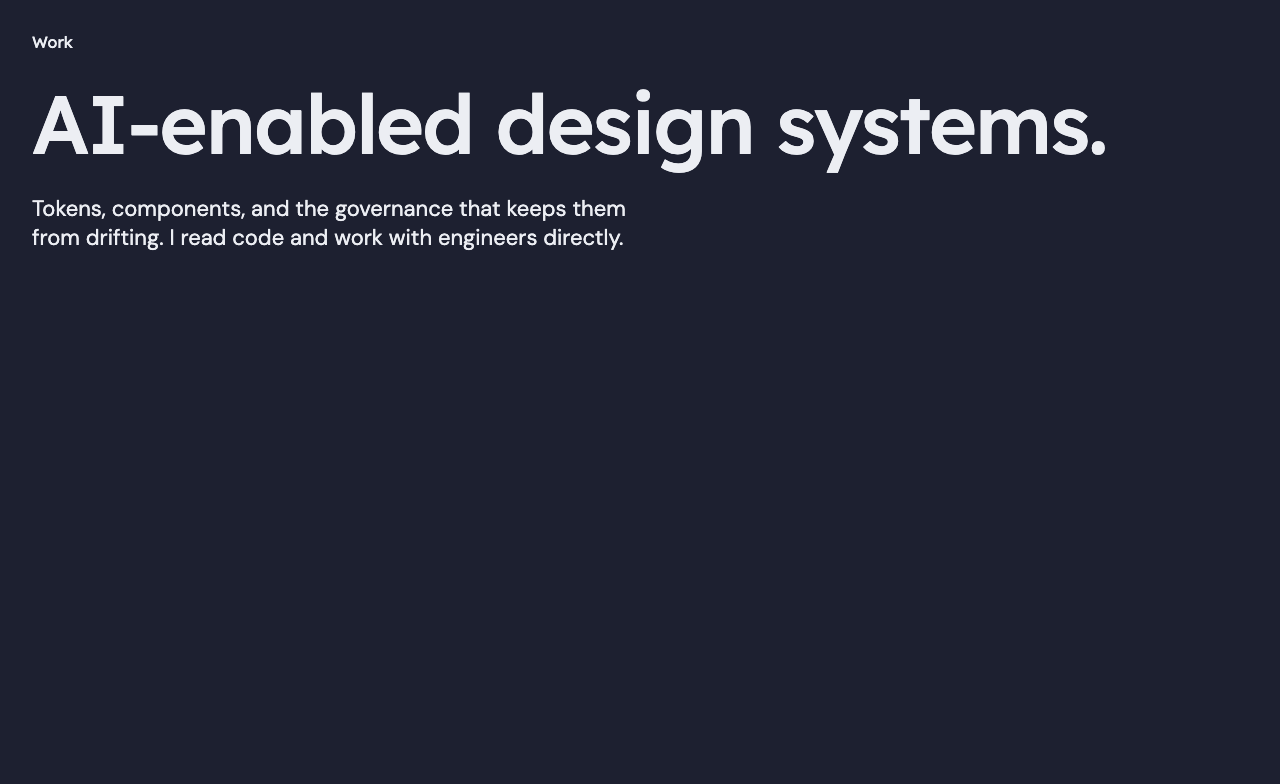 Work
AI-enabled design systems.
Tokens, components, and the governance that keeps them
from drifting. I read code and work with engineers directly.